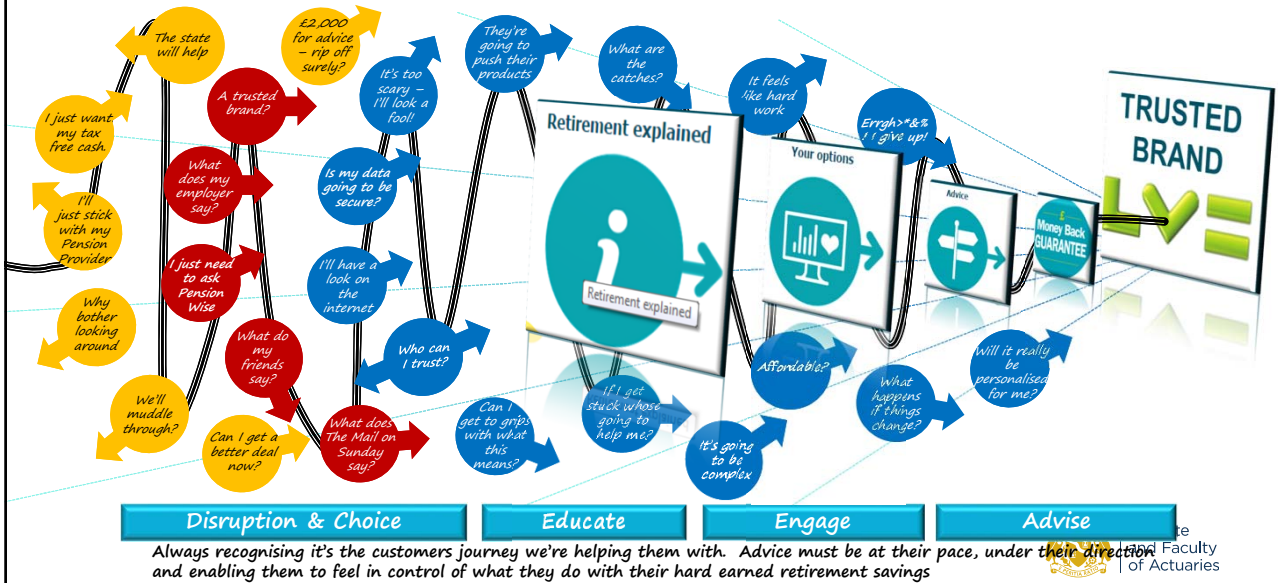 The state
will help
£2,000
for advice
– rip off
surely?
I just want
my tax
free cash.
I'll
just stick
with my
Pension
Provider
Why
bother
looking
around
We'll
muddle
through?
Can I get a
better deal
now?
A trusted
brand?
What
does my
employer
say?
I just need
to ask
Pension
Wise
What do
my
friends
say?
What does
The Mail on
Sunday
say?
It's too
scary –
I'll look a
fool!
Is my data
going to be
secure?
I'll have a
look on
the
internet
Who can
I trust?
They're
going to
push their
products
Can I
get to grips
with what
this
means?
What are
the
catches?
If I get
stuck whose
going to
help me?
It's going
to be
complex
It feels
like hard
work
Affordable?
Errgh>*&%
I give up!
What
happens
if things
change?
Will it really
be
personalised
for me?
Retirement explained
Retirement explained
Your options
Advice
£
Money Back
GUARANTEE
TRUSTED
BRAND
LV=
Disruption & Choice
Educate
Engage
Advise
Always recognising it's the customers journey we're helping them with. Advice must be at their pace, under their direction
and enabling them to feel in control of what they do with their hard earned retirement savings
and Faculty
of Actuaries